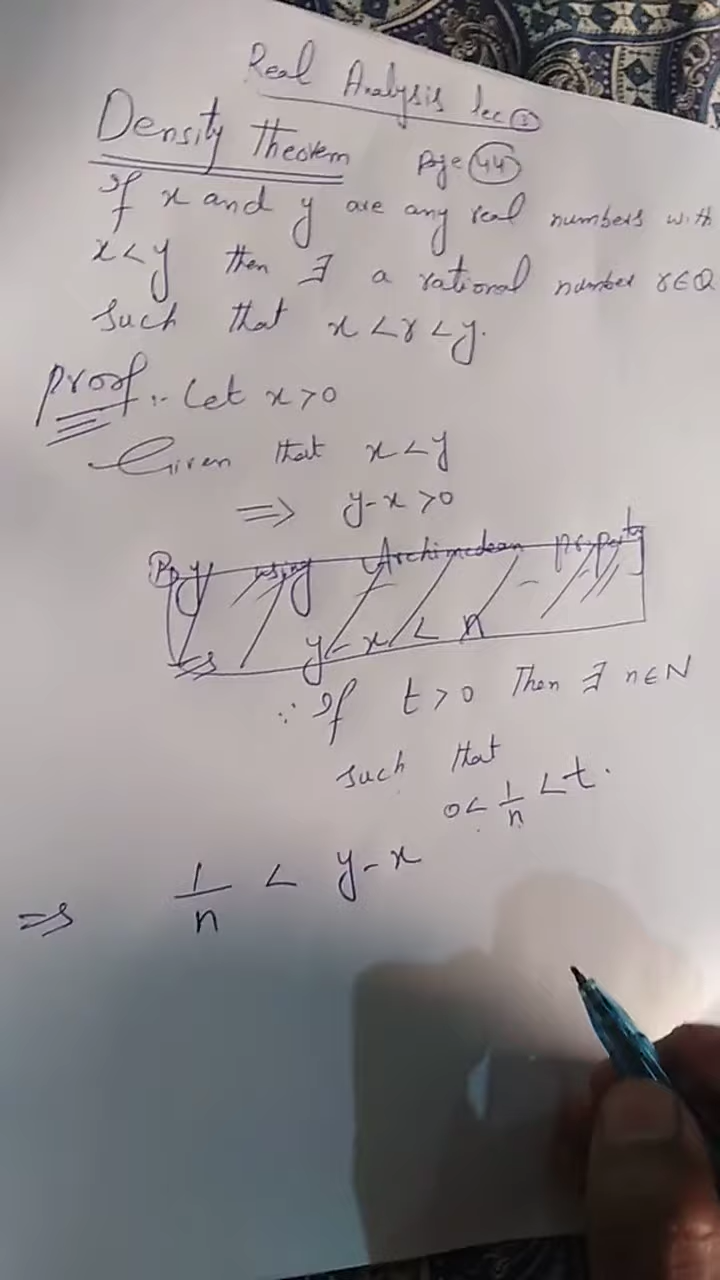 Real Analysis lec ③
Density Theorem Page 44
If x and y are any real numbers with
x<y then ∃ a rational number r∈Q
such that x<r<y.
Proof:- Let x>0
Given that x<y
⇒ y-x>0
By using Archimedean property
⇒ y-x < n
∵ If t>0 Then ∃ n∈N
such that
0< 1/n <t.
⇒ 1/n < y-x